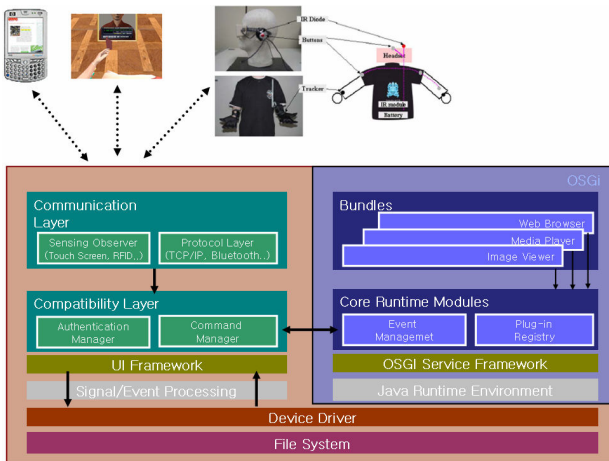 IR Diode
Buttons
Headset
Tracker
IR module
Battery
OSGi
Communication
Layer
Sensing Observer
(Touch Screen, RFID,.)
Protocol Layer
(TCP/IP, Bluetooth..)
Bundles
Web Browser
Media Player
Image Viewer
Compatibility Layer
Authentication
Manager
Command
Manager
Core Runtime Modules
Event
Managemet
Plug-in
Registry
UI Framework
OSGI Service Framework
Signal/Event Processing
Java Runtime Environment
Device Driver
File System